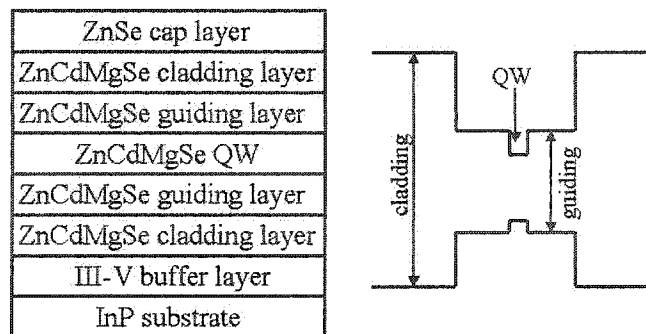 ZnSe cap layer
ZnCdMgSe cladding layer
ZnCdMgSe guiding layer
ZnCdMgSe QW
ZnCdMgSe guiding layer
ZnCdMgSe cladding layer
III-V buffer layer
InP substrate
QW
cladding
guiding